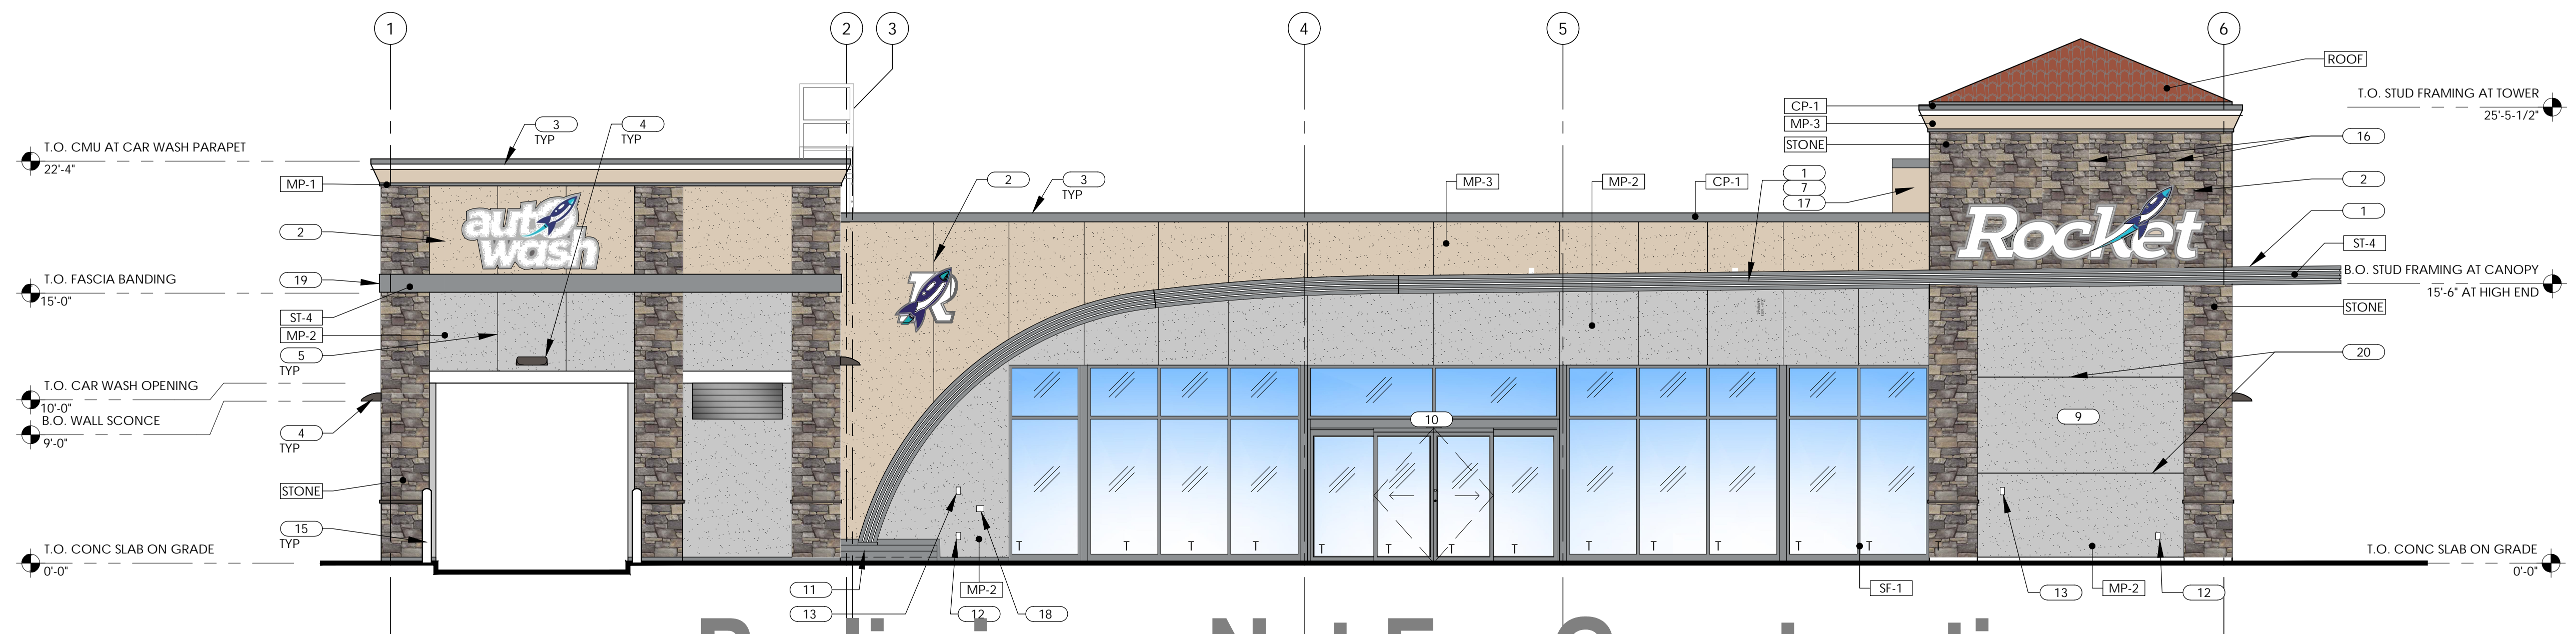 1
2
3
4
5
6
ROOF
T.O. STUD FRAMING AT TOWER
25'-5-1/2"
CP-1
MP-3
STONE
16
3
TYP
4
TYP
T.O. CMU AT CAR WASH PARAPET
22'-4"
MP-1
2
3
TYP
MP-3
MP-2
CP-1
1
7
17
2
1
ST-4
auto
wash
Rocket
2
R
T.O. FASCIA BANDING
15'-0"
19
ST-4
MP-2
5
TYP
B.O. STUD FRAMING AT CANOPY
15'-6" AT HIGH END
STONE
20
T.O. CAR WASH OPENING
10'-0"
B.O. WALL SCONCE
9'-0"
4
TYP
10
9
STONE
15
TYP
T T T T T T T T T T T T T T
T.O. CONC SLAB ON GRADE
0'-0"
T.O. CONC SLAB ON GRADE
0'-0"
11
13
MP-2
12
18
SF-1
13
MP-2
12